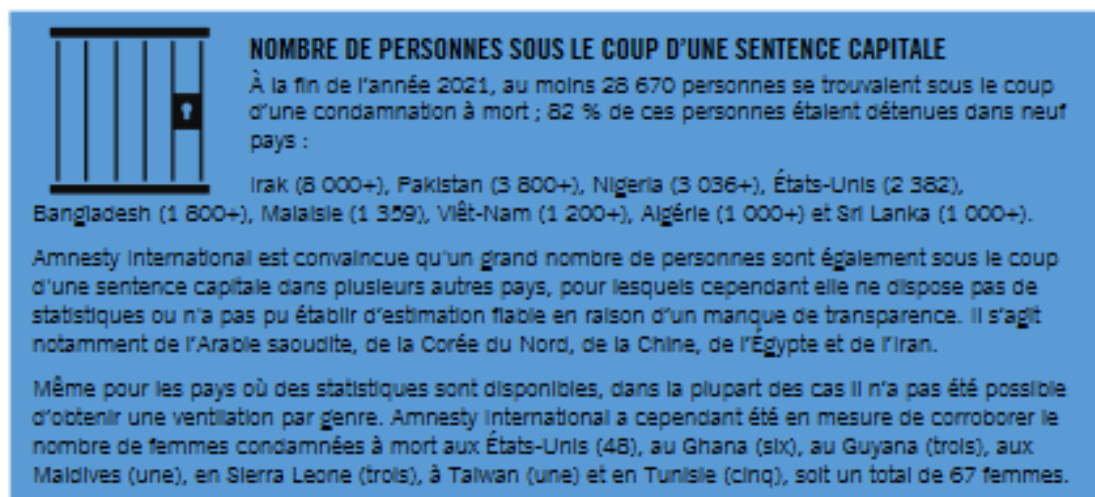 NOMBRE DE PERSONNES SOUS LE COUP D'UNE SENTENCE CAPITALE
À la fin de l'année 2021, au moins 28 670 personnes se trouvaient sous le coup
d'une condamnation à mort ; 82 % de ces personnes étaient détenues dans neuf
pays :
Irak (8 000+), Pakistan (3 800+), Nigeria (3 036+), États-Unis (2 382),
Bangladesh (1 800+), Malaisie (1 359), Viêt-Nam (1 200+), Algérie (1 000+) et Sri Lanka (1 000+).
Amnesty International est convaincue qu'un grand nombre de personnes sont également sous le coup
d'une sentence capitale dans plusieurs autres pays, pour lesquels cependant elle ne dispose pas de
statistiques ou n'a pas pu établir d'estimation fiable en raison d'un manque de transparence. Il s'agit
notamment de l'Arabie saoudite, de la Corée du Nord, de la Chine, de l'Égypte et de l'Iran.
Même pour les pays où des statistiques sont disponibles, dans la plupart des cas il n'a pas été possible
d'obtenir une ventilation par genre. Amnesty International a cependant été en mesure de corroborer le
nombre de femmes condamnées à mort aux États-Unis (48), au Ghana (six), au Guyana (trois), aux
Maldives (une), en Sierra Leone (trois), à Taiwan (une) et en Tunisie (cinq), soit un total de 67 femmes.